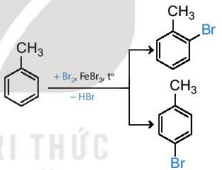 CH₃
Br
CH₃
+ Br₂, FeBr₃, t°
– HBr
CH₃
Br
RI THỨC